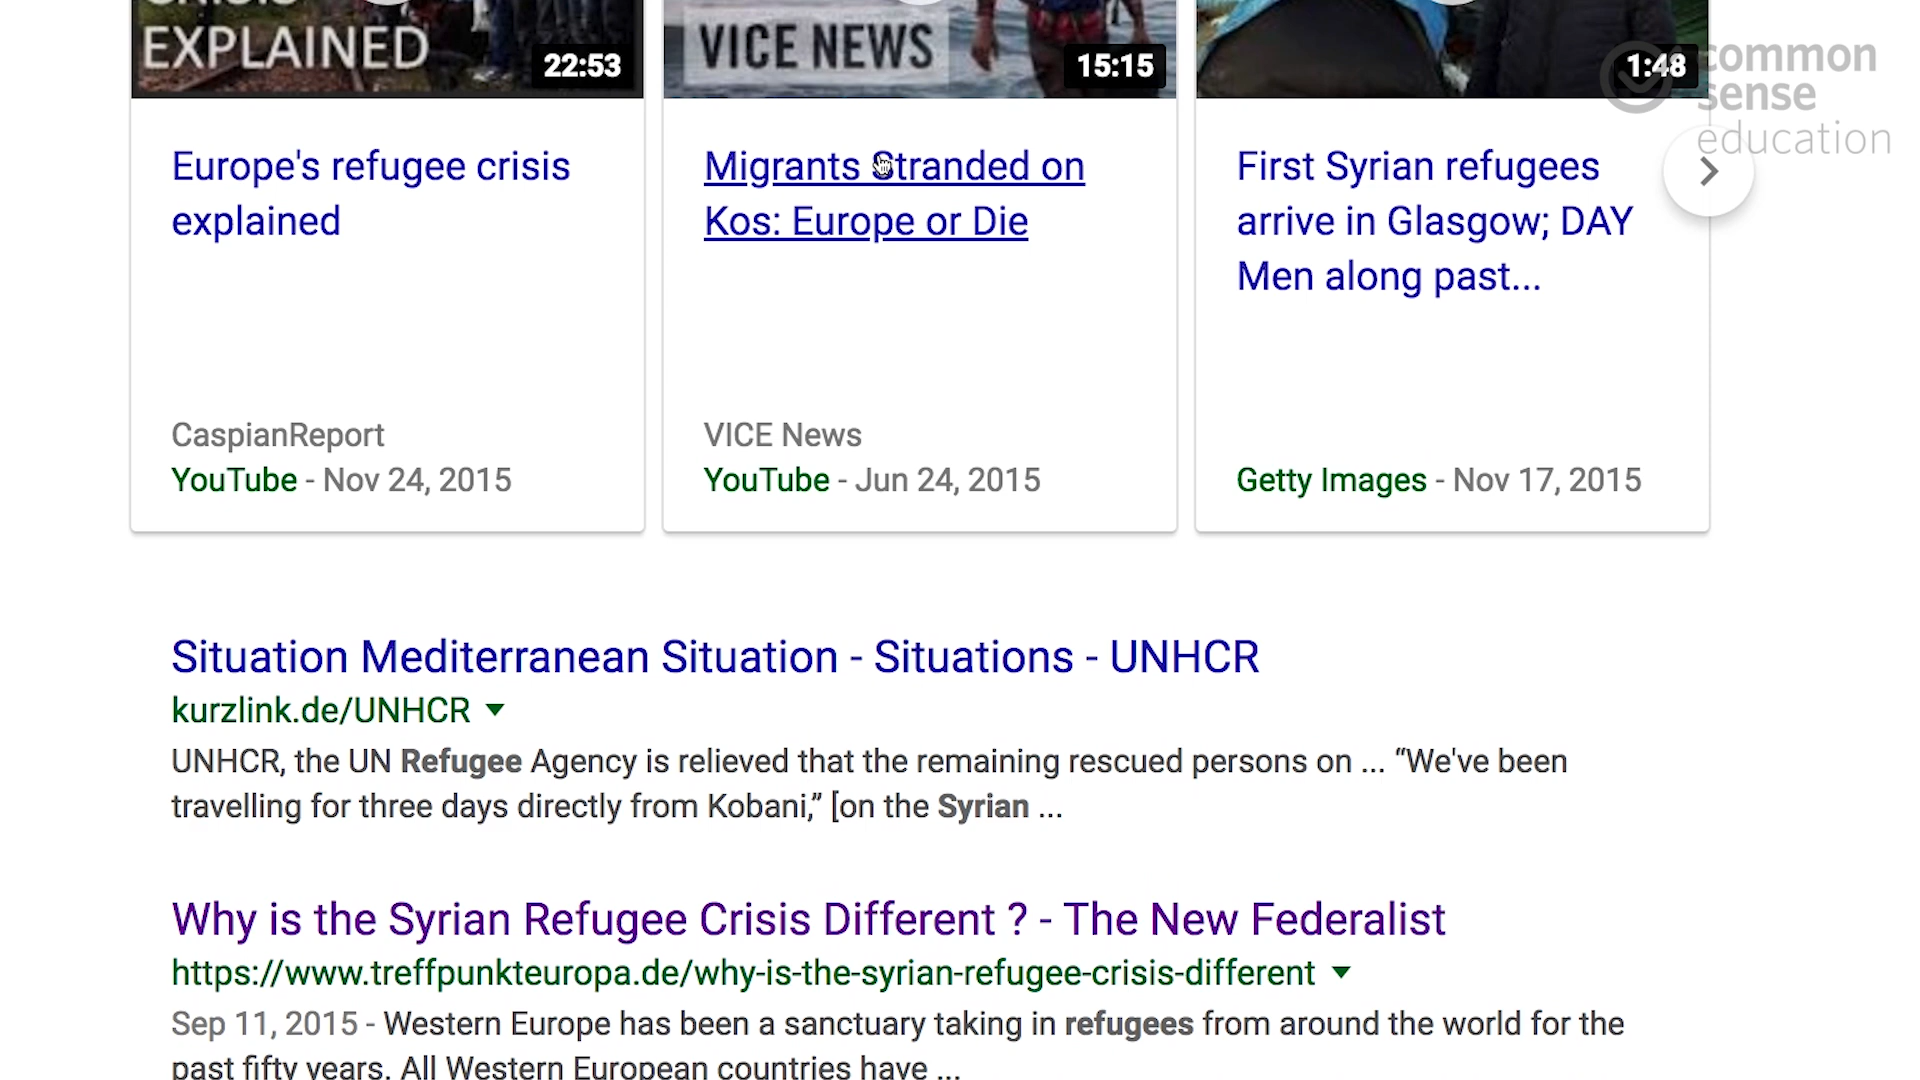 EXPLAINED
22:53
VICE NEWS
15:15
1:48
common
sense
education
Europe's refugee crisis
explained
Migrants Stranded on
Kos: Europe or Die
First Syrian refugees
arrive in Glasgow; DAY
Men along past...
CaspianReport
YouTube - Nov 24, 2015
VICE News
YouTube - Jun 24, 2015
Getty Images - Nov 17, 2015
Situation Mediterranean Situation - Situations - UNHCR
kurzlink.de/UNHCR
UNHCR, the UN Refugee Agency is relieved that the remaining rescued persons on ... “We've been
travelling for three days directly from Kobani,” [on the Syrian ...
Why is the Syrian Refugee Crisis Different ? - The New Federalist
https://www.treffpunkteuropa.de/why-is-the-syrian-refugee-crisis-different
Sep 11, 2015 - Western Europe has been a sanctuary taking in refugees from around the world for the
past fifty years. All Western European countries have ...